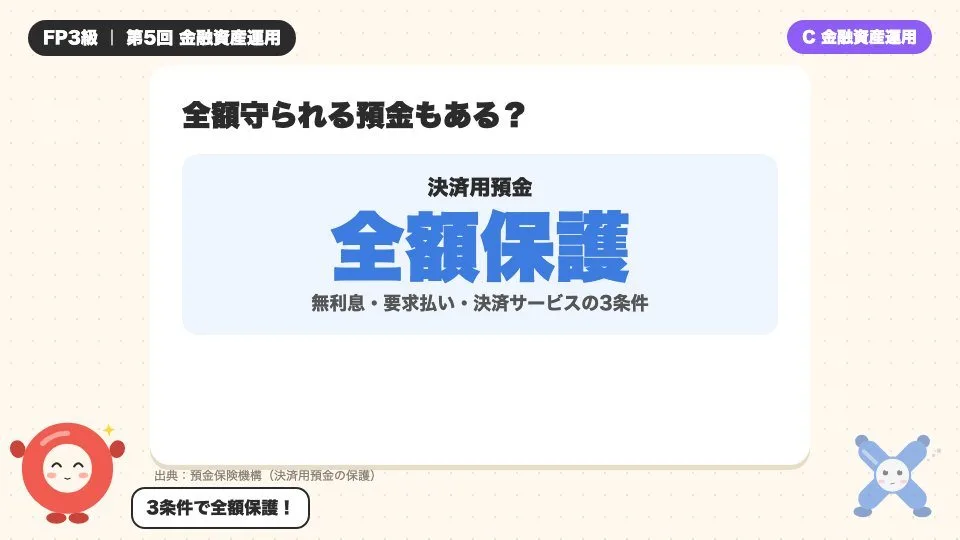 FP3級 | 第5回 金融資産運用
C 金融資産運用
全額守られる預金もある？
決済用預金
全額保護
無利息・要求払い・決済サービスの3条件
出典：預金保険機構（決済用預金の保護）
3条件で全額保護！